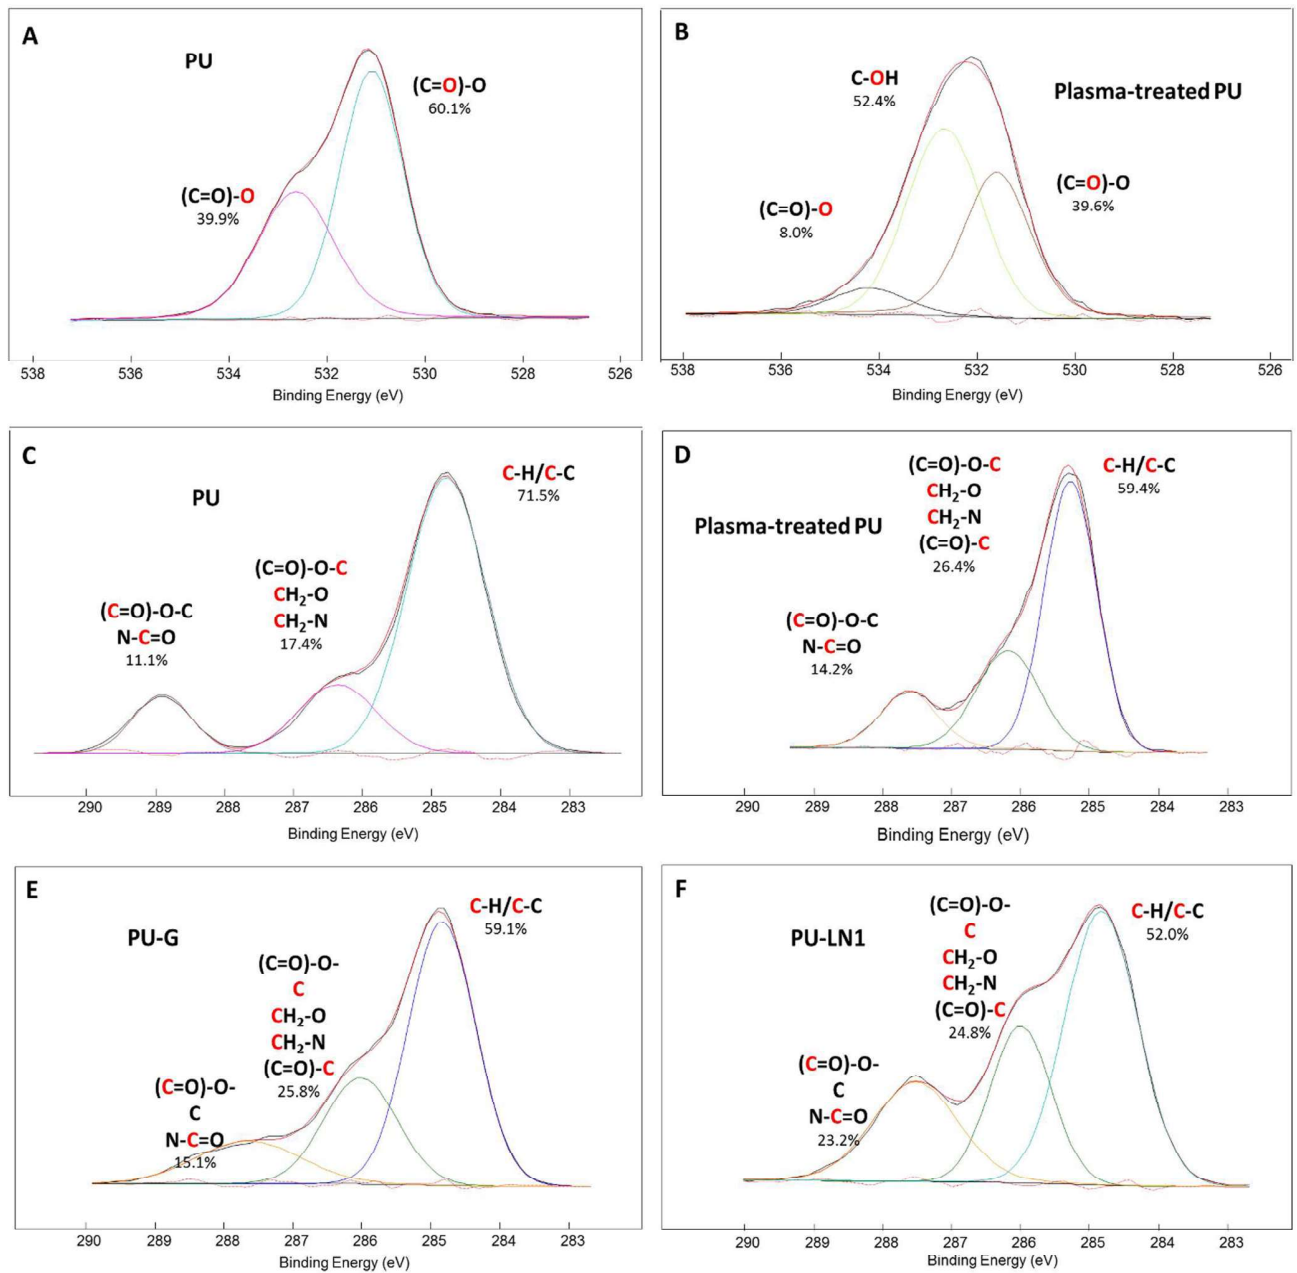 A
PU
(C=O)-O
60.1%
(C=O)-O
39.9%
538 536 534 532 530 528 526
Binding Energy (eV)
B
Plasma-treated PU
C-OH
52.4%
(C=O)-O
39.6%
(C=O)-O
8.0%
538 536 534 532 530 528 526
Binding Energy (eV)
C
PU
C-H/C-C
71.5%
(C=O)-O-C
CH2-O
CH2-N
17.4%
(C=O)-O-C
N-C=O
11.1%
290 289 288 287 286 285 284 283
Binding Energy (eV)
D
Plasma-treated PU
(C=O)-O-C
CH2-O
CH2-N
(C=O)-C
26.4%
C-H/C-C
59.4%
(C=O)-O-C
N-C=O
14.2%
290 289 288 287 286 285 284 283
Binding Energy (eV)
E
PU-G
C-H/C-C
59.1%
(C=O)-O-
C
CH2-O
CH2-N
(C=O)-C
25.8%
(C=O)-O-
C
N-C=O
15.1%
290 289 288 287 286 285 284 283
Binding Energy (eV)
F
PU-LN1
(C=O)-O-
C
CH2-O
CH2-N
(C=O)-C
24.8%
C-H/C-C
52.0%
(C=O)-O-
C
N-C=O
23.2%
290 289 288 287 286 285 284 283
Binding Energy (eV)